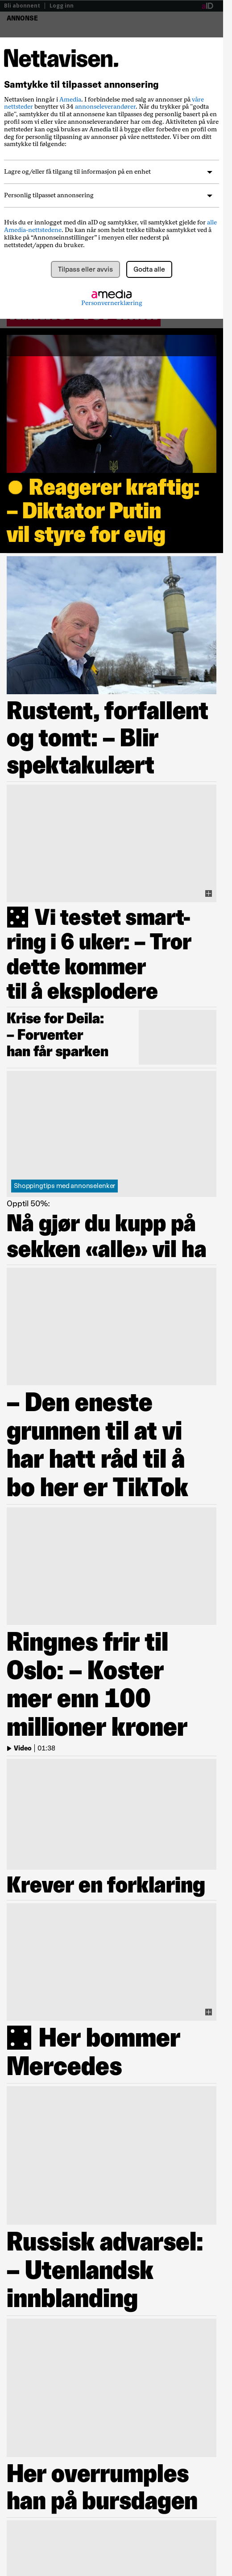 Bli abonnent | Logg inn
aID
ANNONSE
Nettavisen.
Samtykke til tilpasset annonsering
Nettavisen inngår i Amedia. I forbindelse med salg av annonser på våre
nettsteder benytter vi 34 annonseleverandører. Når du trykker på "godta
alle", samtykker du til at annonsene kan tilpasses deg personlig basert på en
profil som vi og/eller våre annonseleverandører har om deg. Aktiviteten på våre
nettsteder kan også brukes av Amedia til å bygge eller forbedre en profil om
deg for personlig tilpasning av annonser på våre nettsteder. Vi ber om ditt
samtykke til følgende:
Lagre og/eller få tilgang til informasjon på en enhet
Personlig tilpasset annonsering
Hvis du er innlogget med din aID og samtykker, vil samtykket gjelde for alle
Amedia-nettstedene. Du kan når som helst trekke tilbake samtykket ved å
klikke på “Annonseinnstillinger” i menyen eller nederst på
nettstedet/appen du bruker.
Tilpass eller avvis
Godta alle
amedia
Personvernerklæring
Reagerer kraftig:
– Diktator Putin
vil styre for evig
Rustent, forfallent
og tomt: – Blir
spektakulært
Vi testet smart-
ring i 6 uker: – Tror
dette kommer
til å eksplodere
Krise for Deila:
– Forventer
han får sparken
Shoppingtips med annonselenker
Opptil 50%:
Nå gjør du kupp på
sekken «alle» vil ha
– Den eneste
grunnen til at vi
har hatt råd til å
bo her er TikTok
Ringnes frir til
Oslo: – Koster
mer enn 100
millioner kroner
Video | 01:38
Krever en forklaring
Her bommer
Mercedes
Russisk advarsel:
– Utenlandsk
innblanding
Her overrumples
han på bursdagen